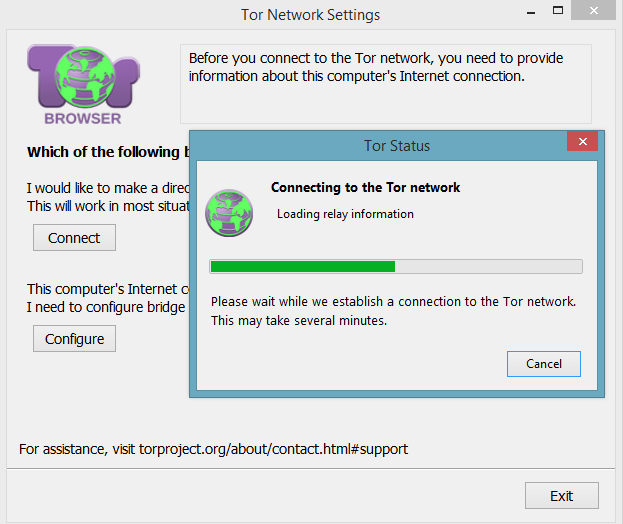 Tor Network Settings
Tor
BROWSER
Before you connect to the Tor network, you need to provide
information about this computer's Internet connection.
Which of the following
I would like to make a
This will work in most
Connect
This computer's Internet
I need to configure bridge
Configure
Tor Status
Connecting to the Tor network
Loading relay information
Please wait while we establish a connection to the Tor network.
This may take several minutes.
Cancel
For assistance, visit torproject.org/about/contact.html#support
Exit